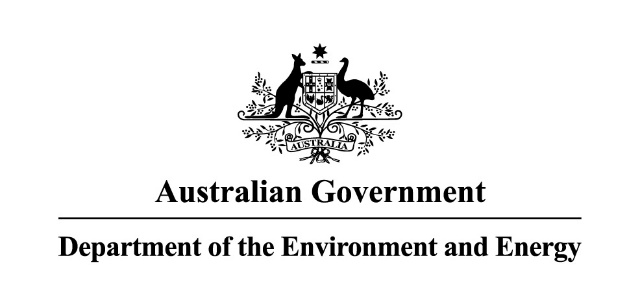 AUSTRALIA
Australian Government
Department of the Environment and Energy